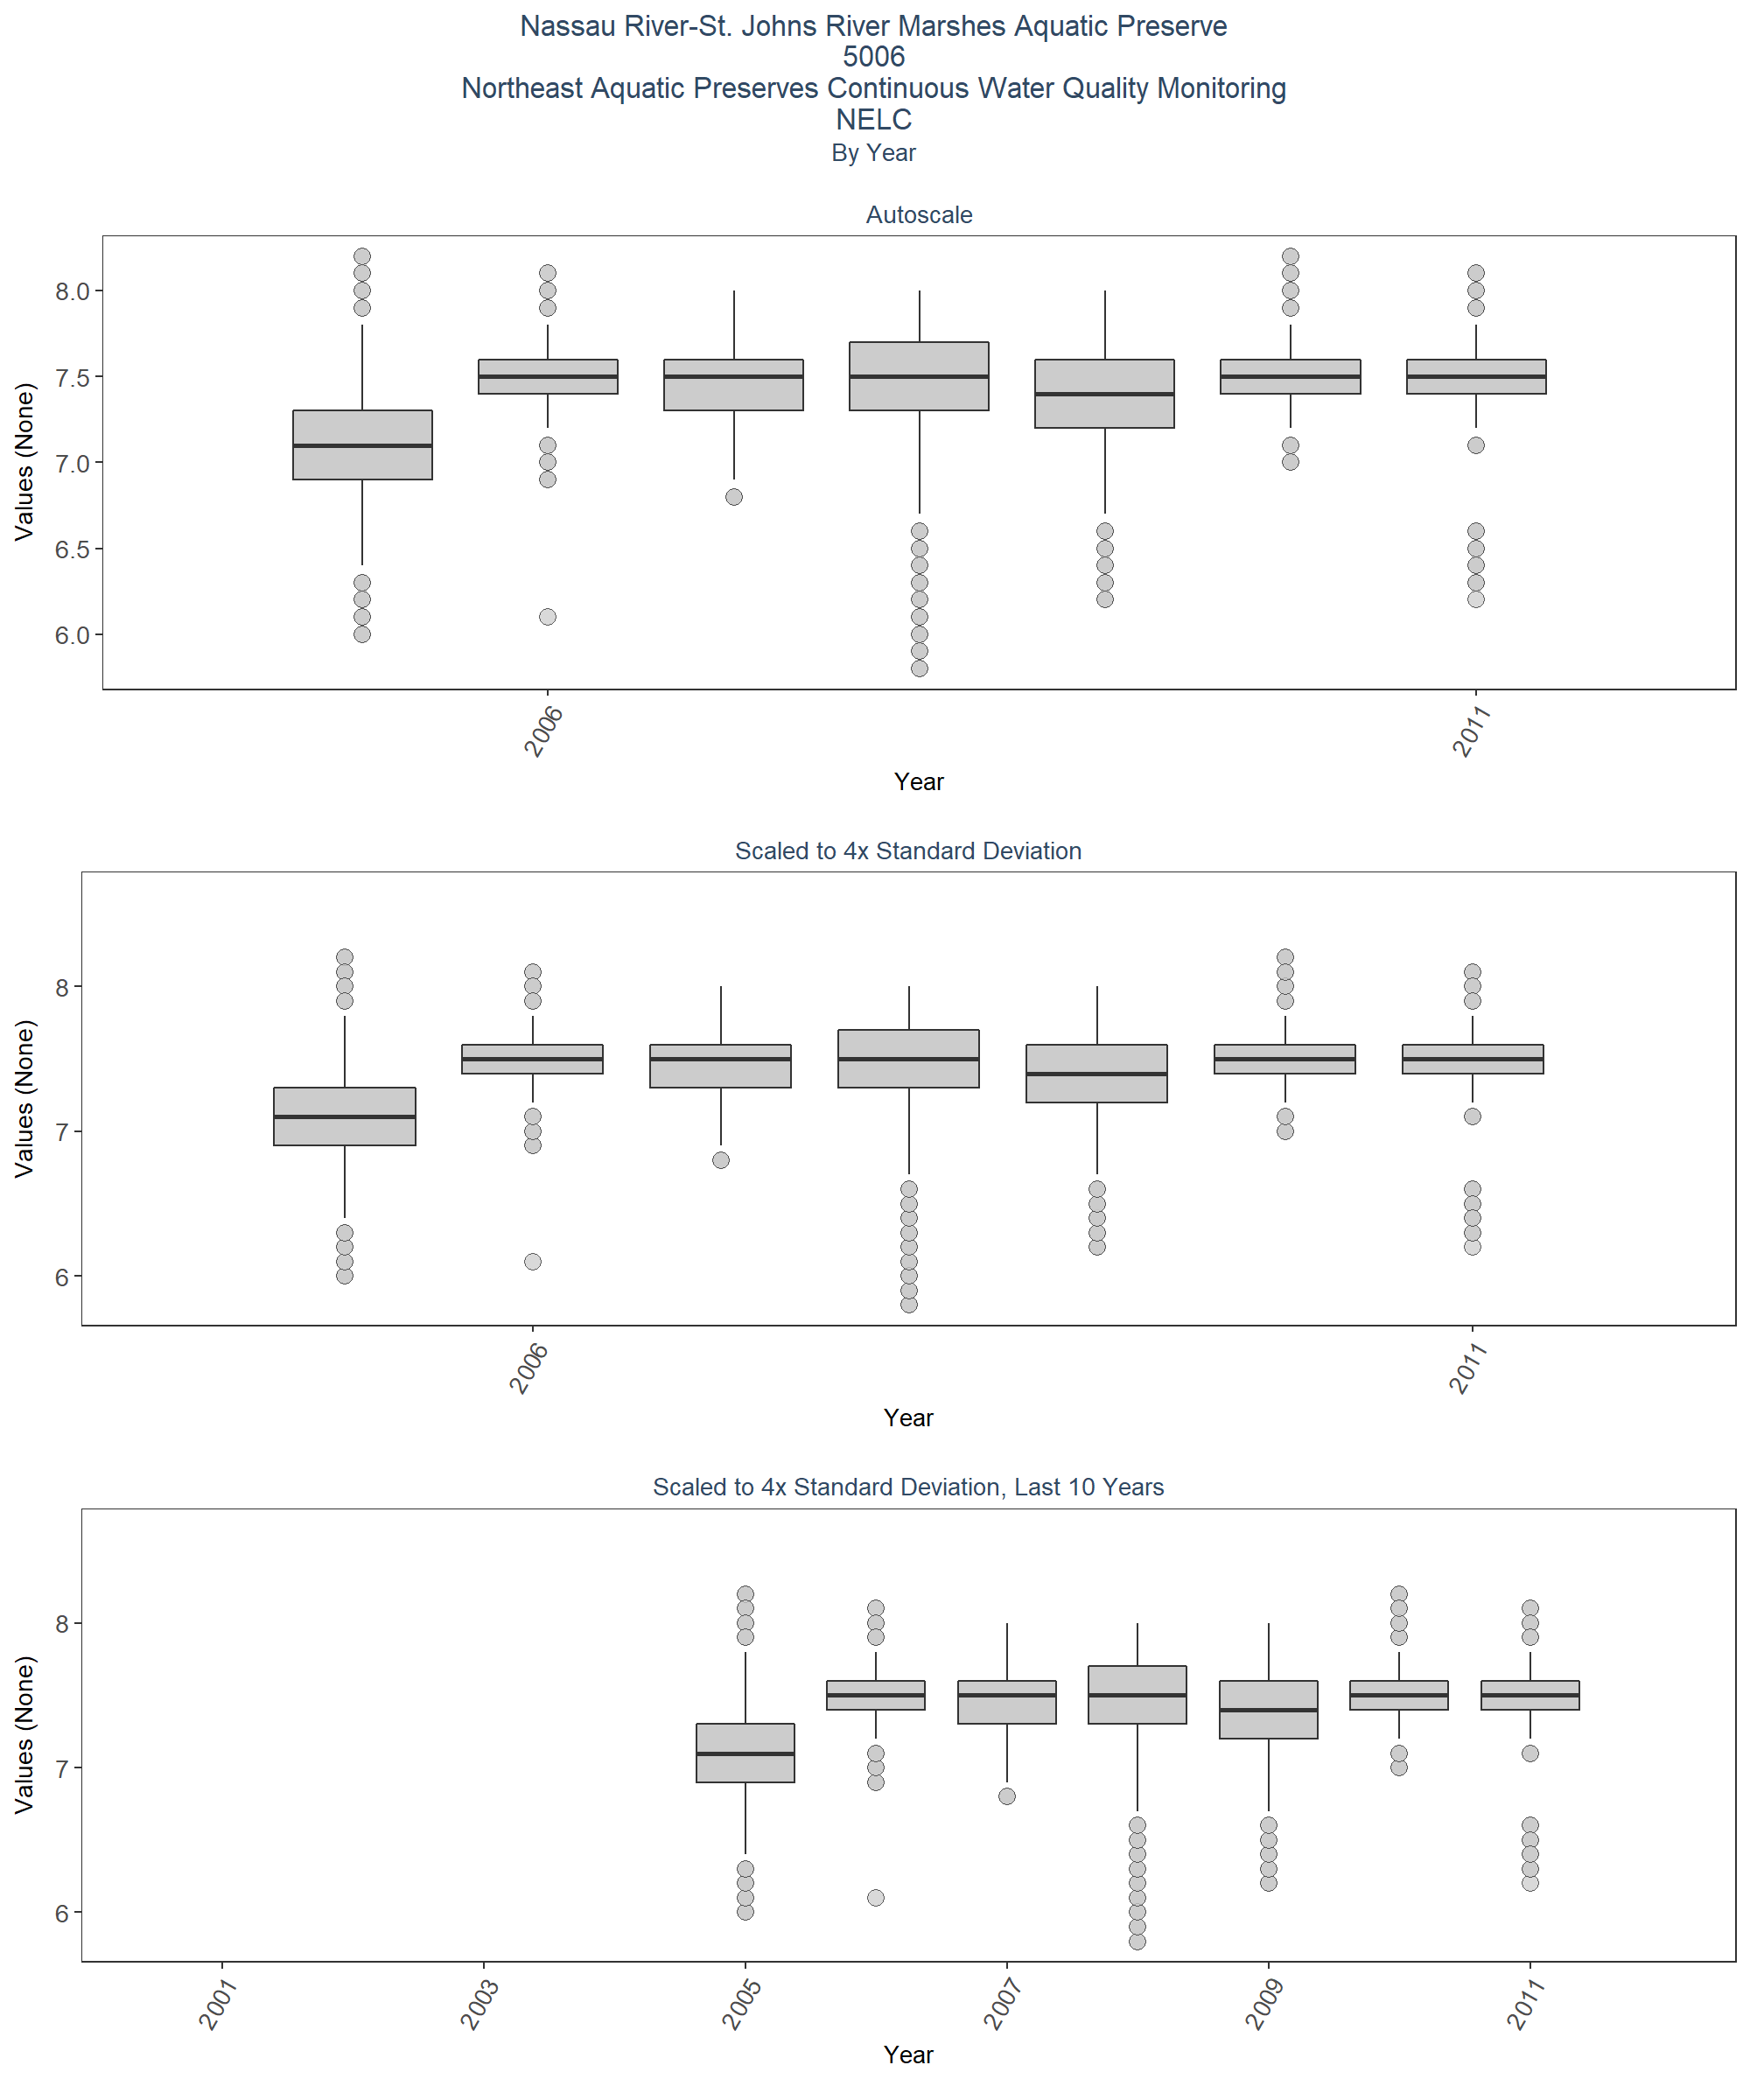 Nassau River-St. Johns River Marshes Aquatic Preserve
5006
Northeast Aquatic Preserves Continuous Water Quality Monitoring
NELC
By Year
Autoscale
Values (None)
8.0
7.5
7.0
6.5
6.0
2006
2011
Year
Scaled to 4x Standard Deviation
Values (None)
8
7
6
2006
2011
Year
Scaled to 4x Standard Deviation, Last 10 Years
Values (None)
8
7
6
2001
2003
2005
2007
2009
2011
Year